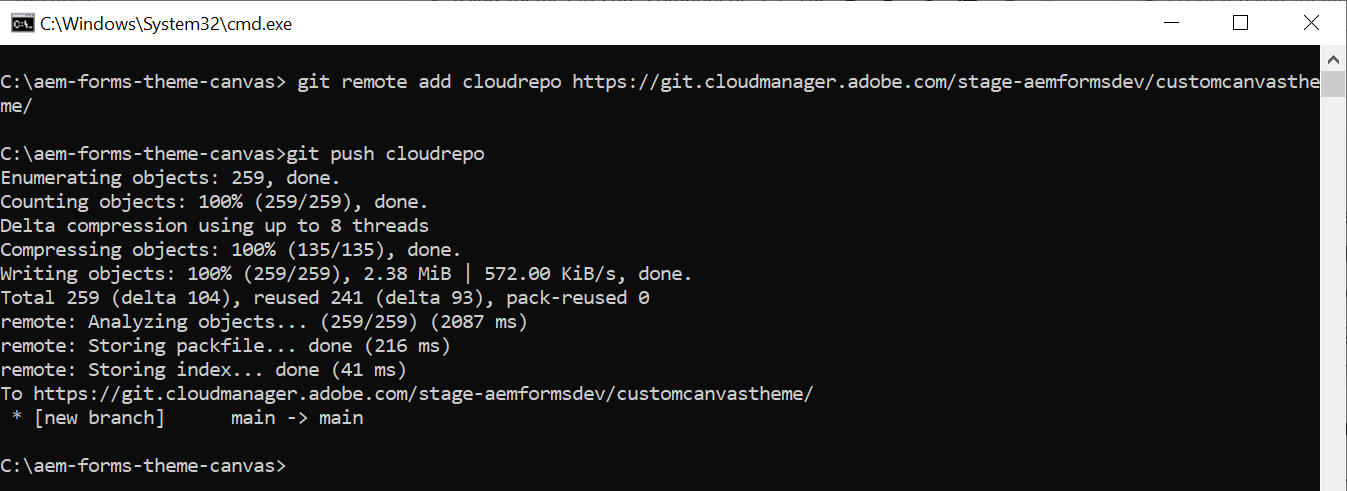 C:\Windows\System32\cmd.exe
C:\aem-forms-theme-canvas> git remote add cloudrepo https://git.cloudmanager.adobe.com/stage-aemformsdev/customcanvasthe
me/
C:\aem-forms-theme-canvas>git push cloudrepo
Enumerating objects: 259, done.
Counting objects: 100% (259/259), done.
Delta compression using up to 8 threads
Compressing objects: 100% (135/135), done.
Writing objects: 100% (259/259), 2.38 MiB | 572.00 KiB/s, done.
Total 259 (delta 104), reused 241 (delta 93), pack-reused 0
remote: Analyzing objects... (259/259) (2087 ms)
remote: Storing packfile... done (216 ms)
remote: Storing index... done (41 ms)
To https://git.cloudmanager.adobe.com/stage-aemformsdev/customcanvastheme/
 * [new branch]      main -> main
C:\aem-forms-theme-canvas>